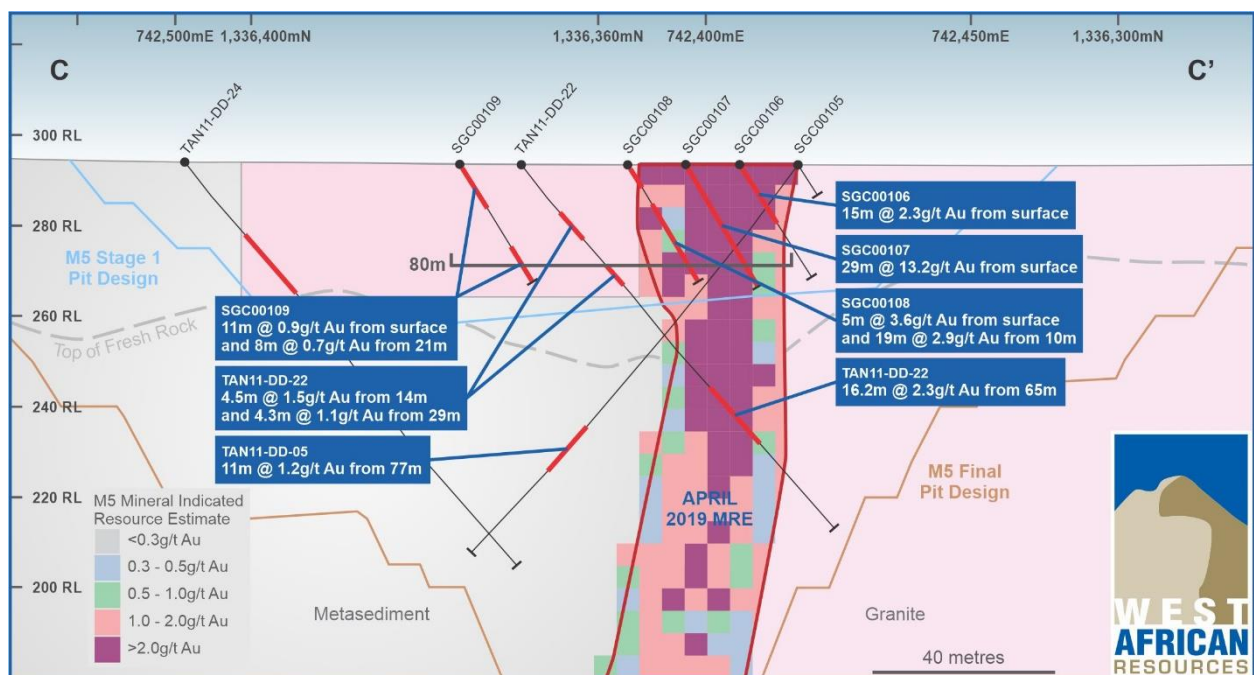 742,500mE
1,336,400mN
1,336,360mN
742,400mE
742,450mE
1,336,300mN
C
C'
TAN11-DD-24
SGC00109
TAN11-DD-22
SGC00108
SGC00107
SGC00106
SGC00105
300 RL
280 RL
260 RL
240 RL
220 RL
200 RL
M5 Stage 1
Pit Design
80m
Top of Fresh Rock
SGC00109
11m @ 0.9g/t Au from surface
and 8m @ 0.7g/t Au from 21m
TAN11-DD-22
4.5m @ 1.5g/t Au from 14m
and 4.3m @ 1.1g/t Au from 29m
TAN11-DD-05
11m @ 1.2g/t Au from 77m
SGC00106
15m @ 2.3g/t Au from surface
SGC00107
29m @ 13.2g/t Au from surface
SGC00108
5m @ 3.6g/t Au from surface
and 19m @ 2.9g/t Au from 10m
TAN11-DD-22
16.2m @ 2.3g/t Au from 65m
M5 Mineral Indicated
Resource Estimate
<0.3g/t Au
0.3 - 0.5g/t Au
0.5 - 1.0g/t Au
1.0 - 2.0g/t Au
>2.0g/t Au
Metasediment
APRIL
2019 MRE
M5 Final
Pit Design
Granite
40 metres
WEST
AFRICAN
RESOURCES